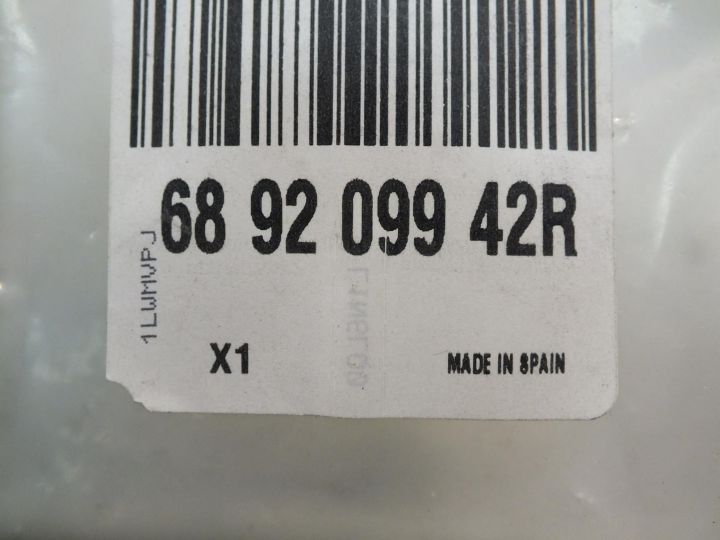 68 92 099 42R
1LWMVPJ
X1
MADE IN SPAIN